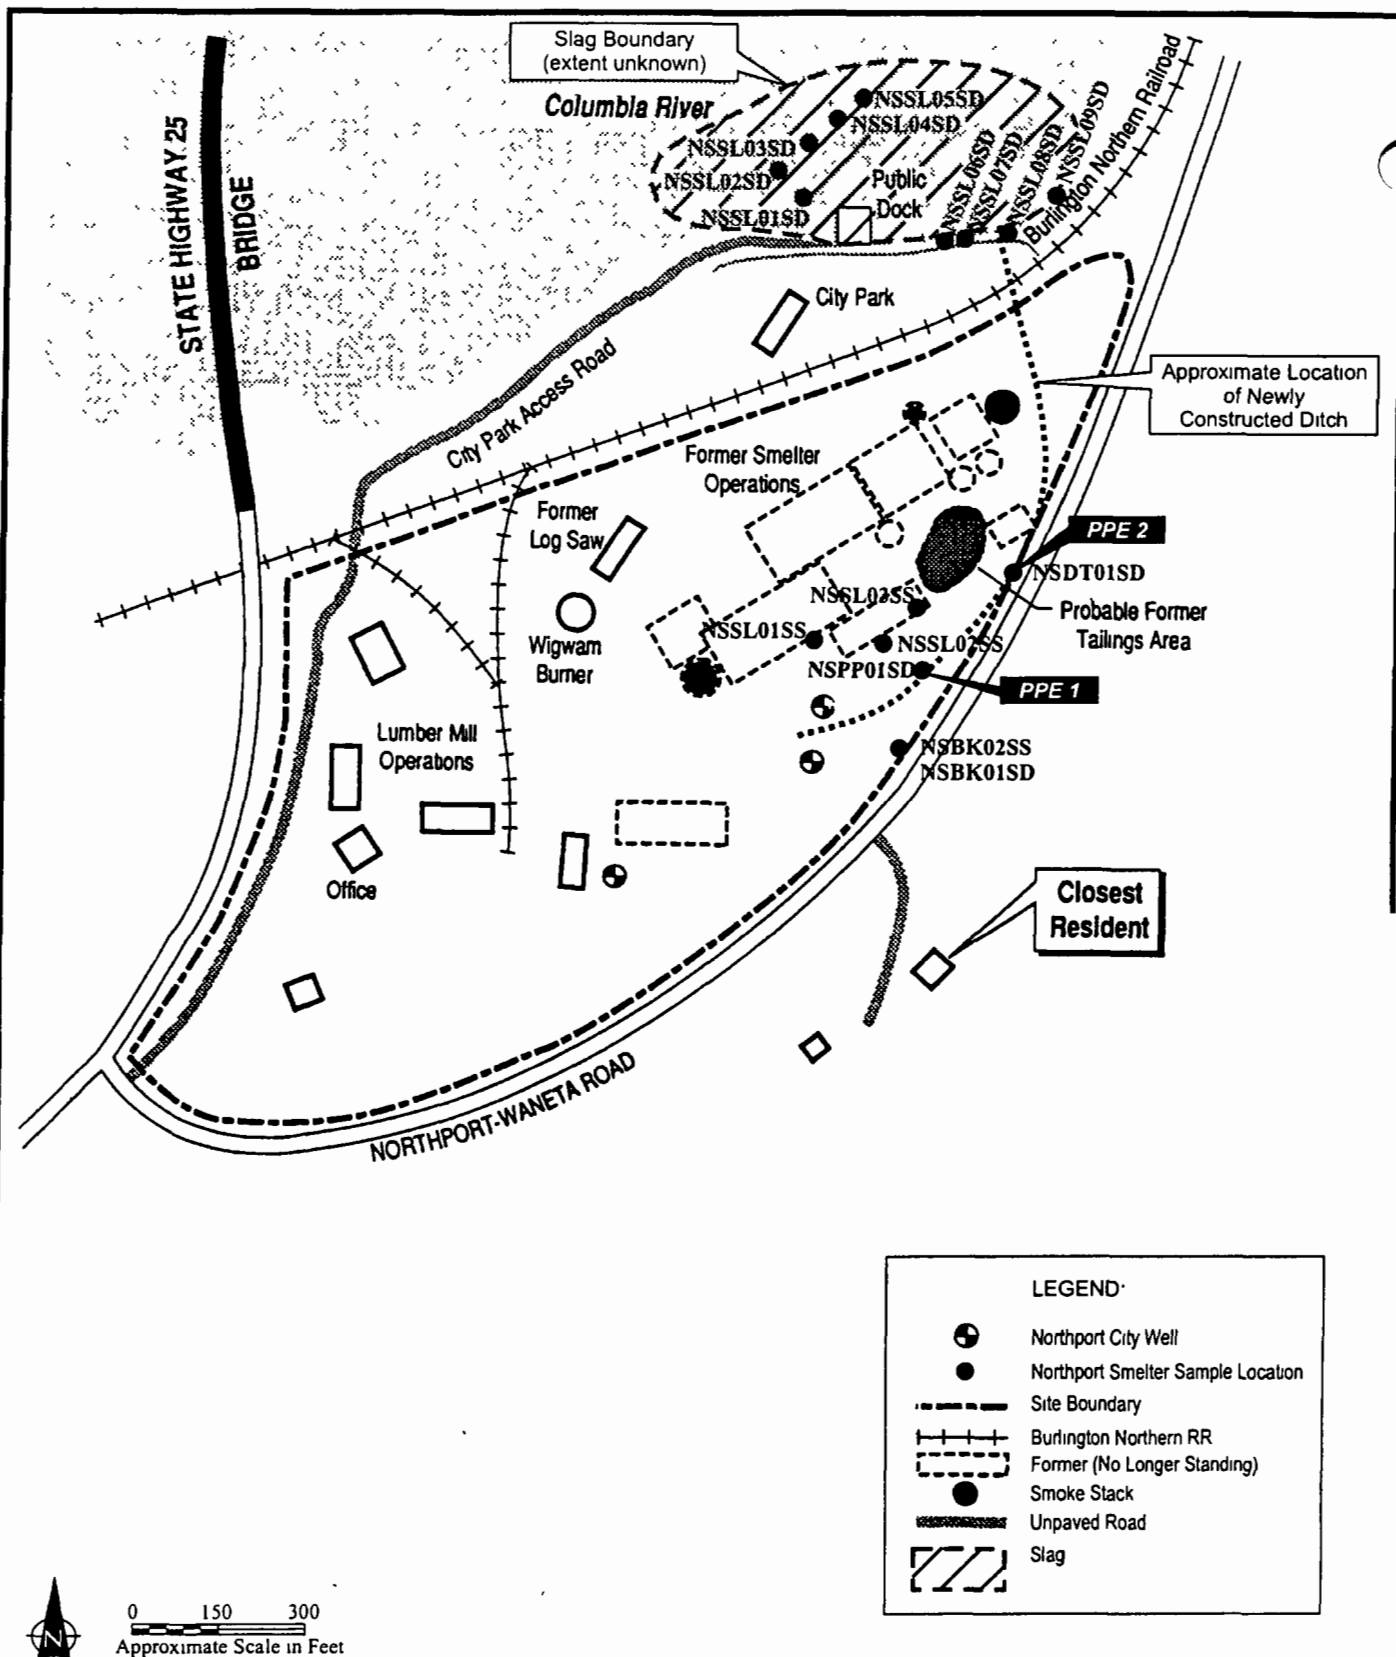 Slag Boundary
(extent unknown)
Columbia River
STATE HIGHWAY 25
BRIDGE
NSSL05SD
NSSL04SD
NSSL03SD
NSSL02SD
NSSL01SD
Public
Dock
NSSL06SD
NSSL07SD
NSSL08SD
NSSL09SD
Burlington Northern Railroad
City Park
City Park Access Road
Approximate Location
of Newly
Constructed Ditch
Former Smelter
Operations
Former
Log Saw
Wigwam
Burner
PPE 2
NSDT01SD
Probable Former
Tailings Area
NSSL03SS
NSSL01SS
NSSL02SS
NSPP01SD
PPE 1
NSBK02SS
NSBK01SD
Lumber Mill
Operations
Office
Closest
Resident
NORTHPORT-WANETA ROAD
LEGEND
Northport City Well
Northport Smelter Sample Location
Site Boundary
Burlington Northern RR
Former (No Longer Standing)
Smoke Stack
Unpaved Road
Slag
N
0 150 300
Approximate Scale in Feet